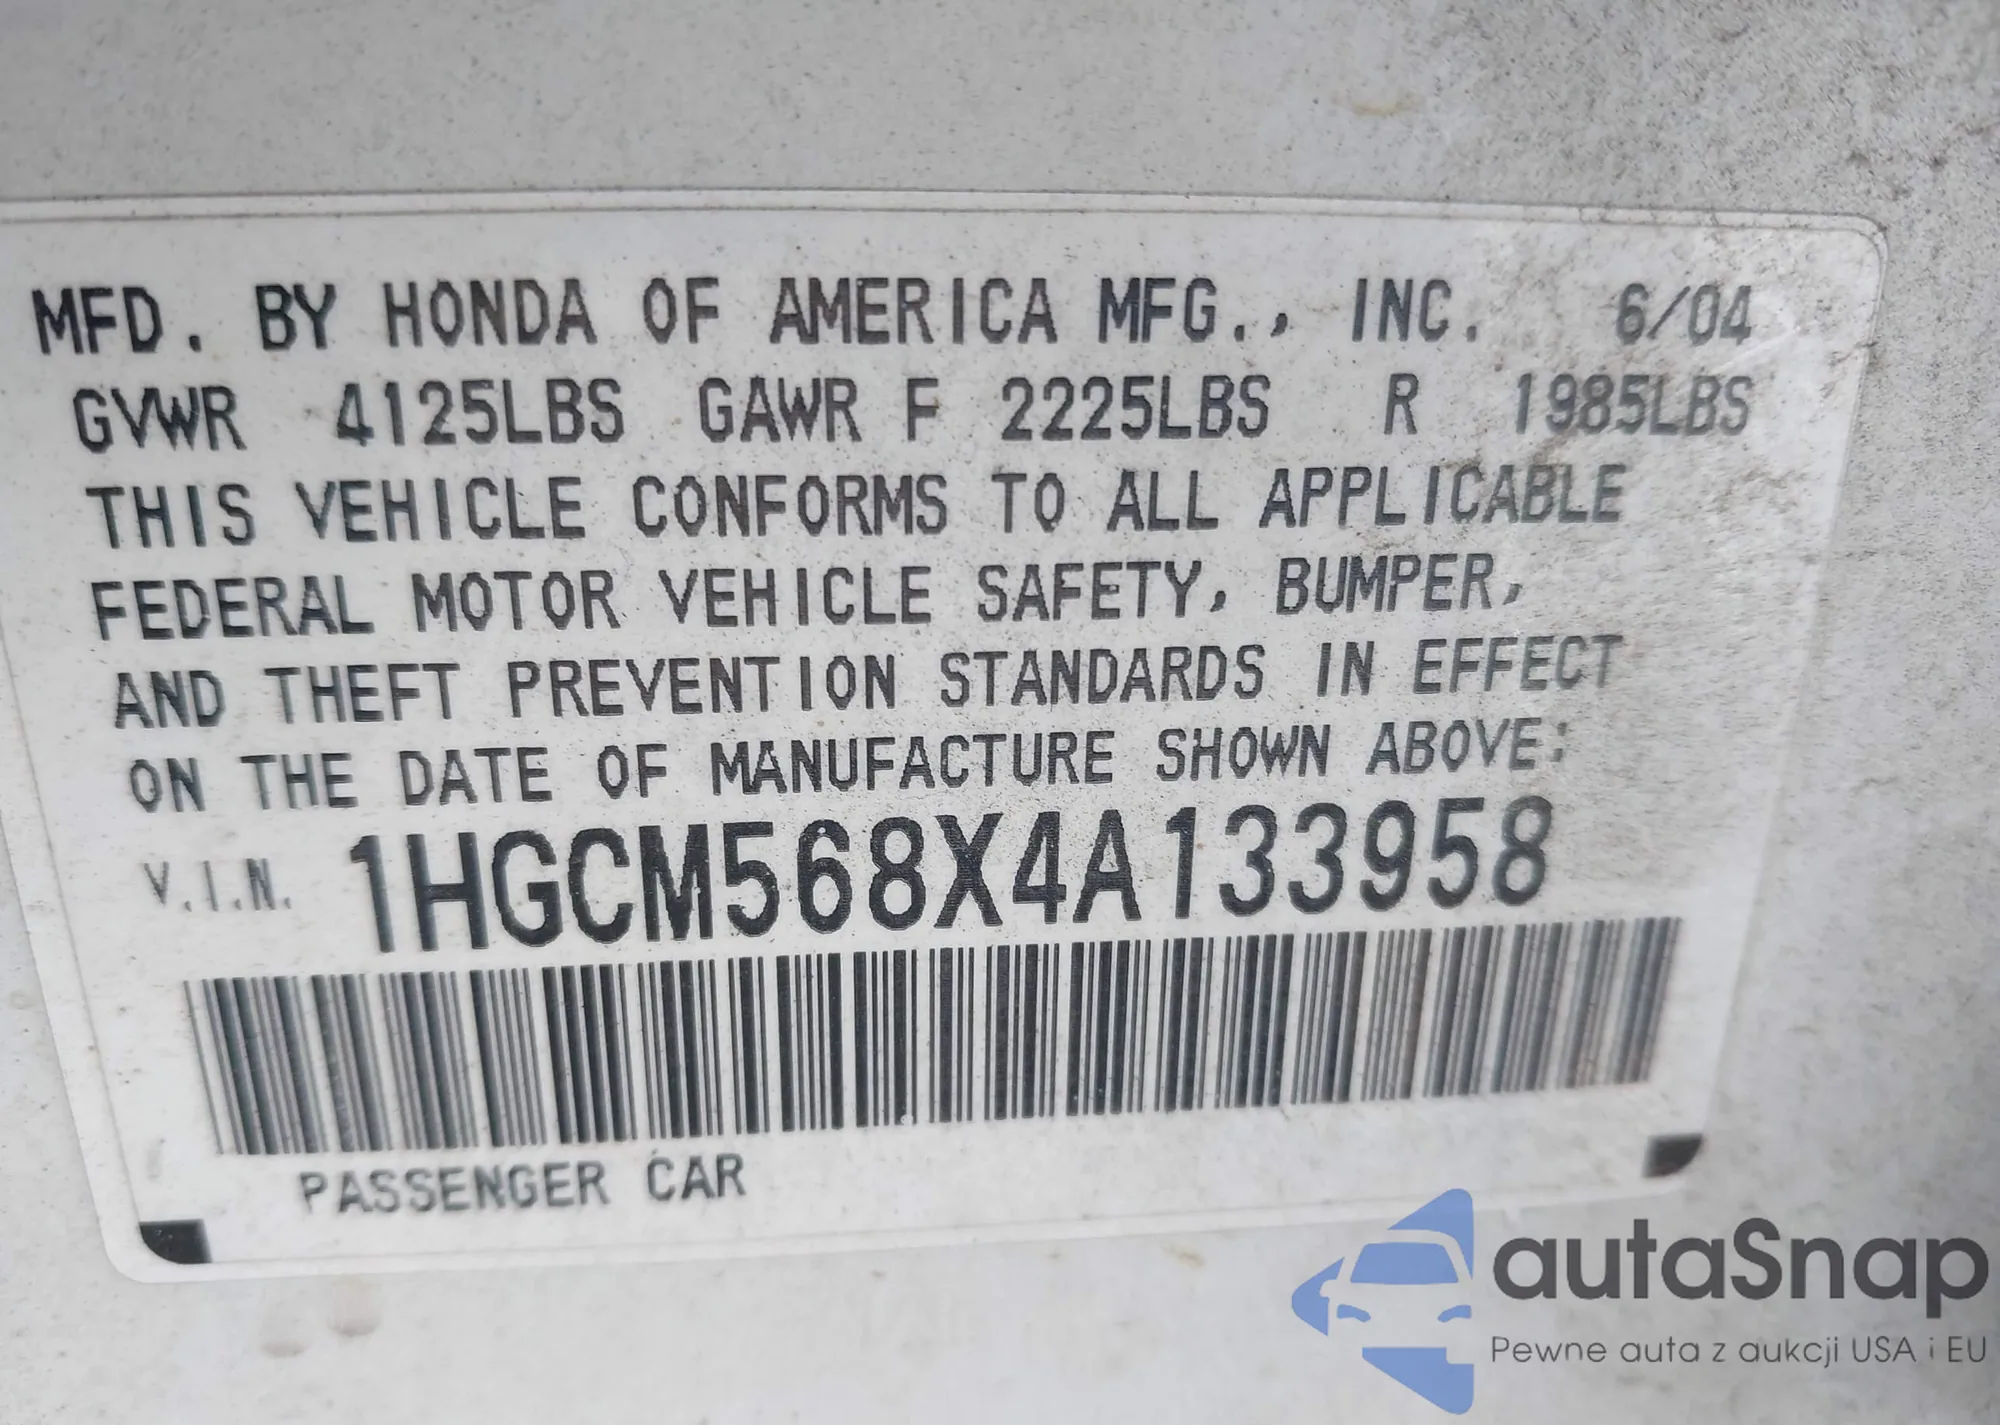 MFD. BY HONDA OF AMERICA MFG., INC. 6/04
GVWR 4125LBS GAWR F 2225LBS R 1985LBS
THIS VEHICLE CONFORMS TO ALL APPLICABLE
FEDERAL MOTOR VEHICLE SAFETY, BUMPER,
AND THEFT PREVENTION STANDARDS IN EFFECT
ON THE DATE OF MANUFACTURE SHOWN ABOVE:
V.I.N. 1HGCM568X4A133958
PASSENGER CAR
autaSnap
Pewne auta z aukcji USA i EU